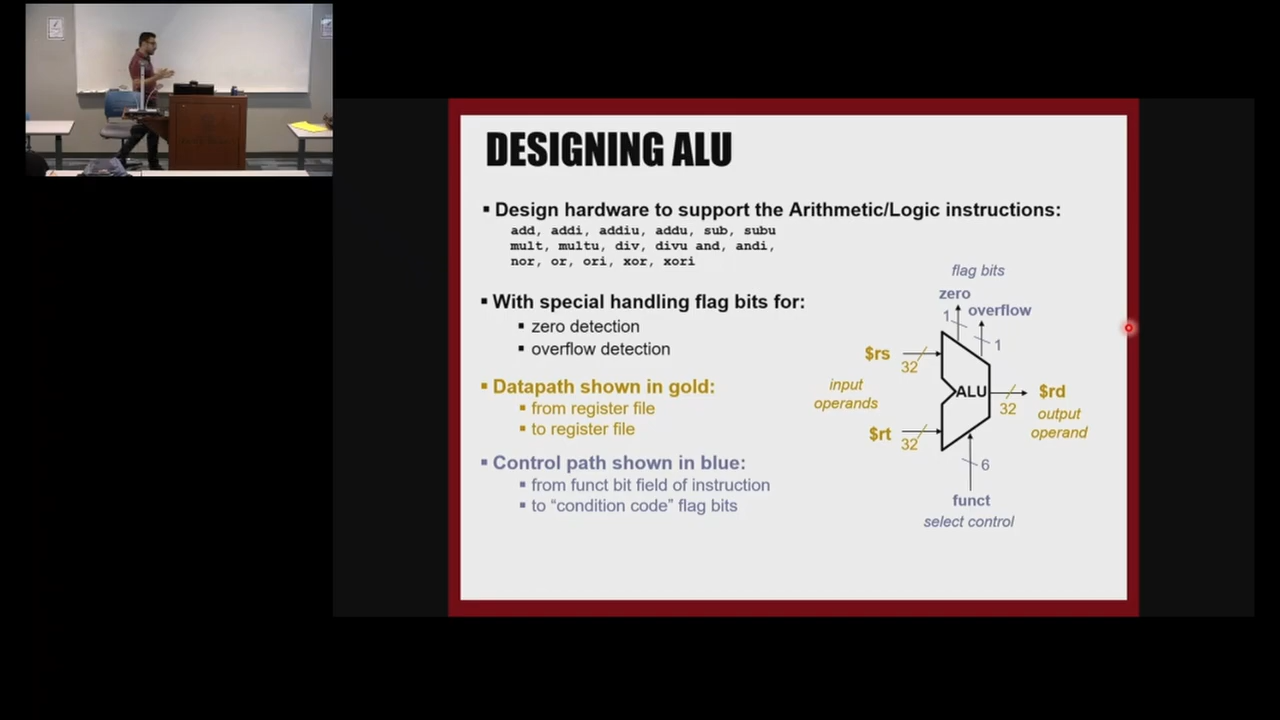 DESIGNING ALU
▪ Design hardware to support the Arithmetic/Logic instructions:
add, addi, addiu, addu, sub, subu
mult, multu, div, divu and, andi,
nor, or, ori, xor, xori
▪ With special handling flag bits for:
▪ zero detection
▪ overflow detection
▪ Datapath shown in gold:
▪ from register file
▪ to register file
▪ Control path shown in blue:
▪ from funct bit field of instruction
▪ to “condition code” flag bits
flag bits
zero
overflow
1
1
$rs
32
input
operands
ALU
$rd
32
output
operand
$rt
32
6
funct
select control